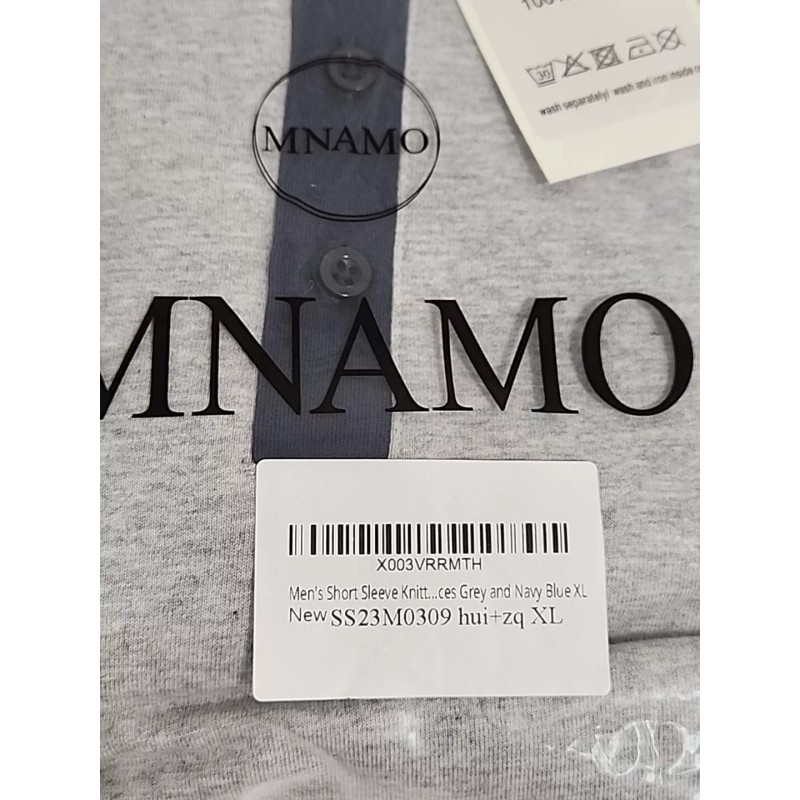 wash separately) wash and iron inside
30
MNAMO
MNAMO
X003VRRMTH
Men's Short Sleeve Knitt...ces Grey and Navy Blue XL
New SS23M0309 hui+zq XL